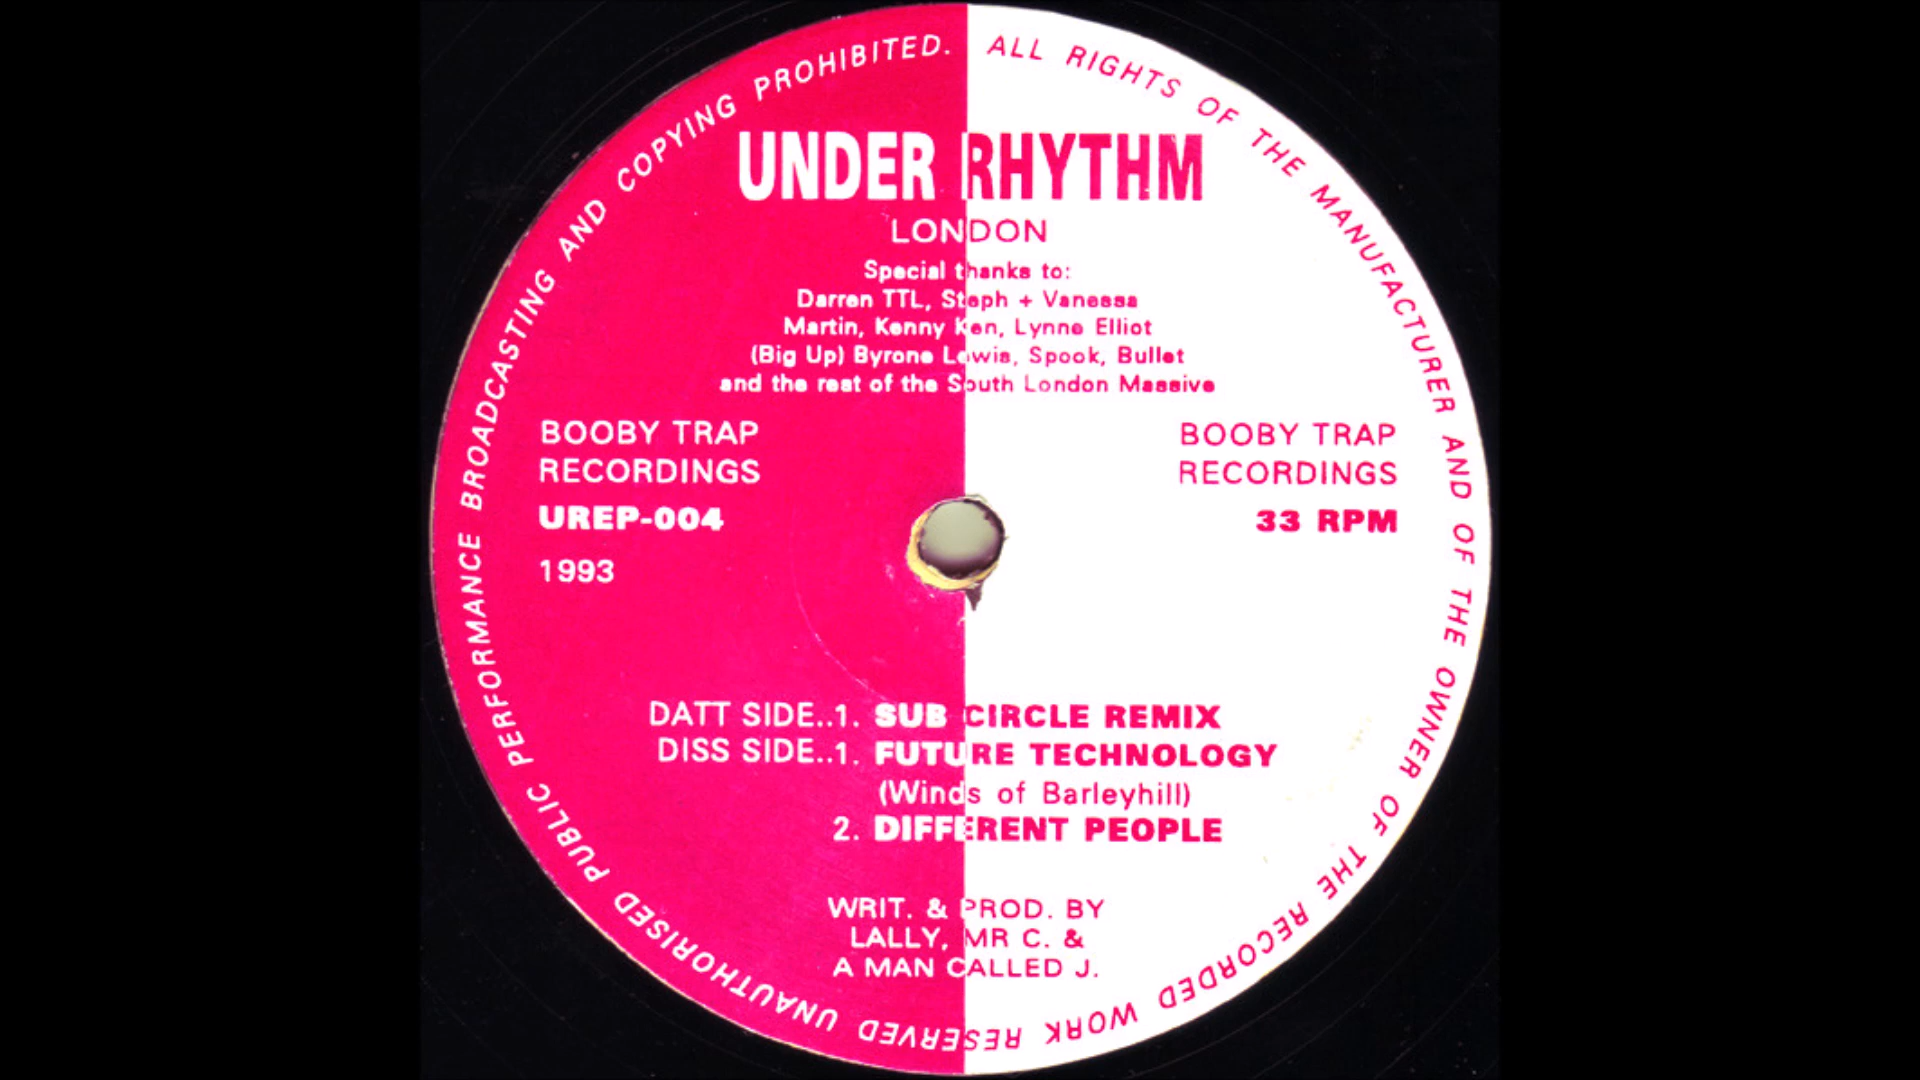 ALL RIGHTS OF THE MANUFACTURER AND OF THE OWNER OF THE RECORDED WORK RESERVED UNAUTHORISED PUBLIC PERFORMANCE BROADCASTING AND COPYING PROHIBITED.
UNDER RHYTHM
LONDON
Special thanks to:
Darren TTL, Steph + Vanessa
Martin, Kenny Ken, Lynne Elliot
(Big Up) Byrone Lewis, Spook, Bullet
and the rest of the South London Massive
BOOBY TRAP
RECORDINGS
UREP-004
1993
BOOBY TRAP
RECORDINGS
33 RPM
DATT SIDE..1. SUB CIRCLE REMIX
DISS SIDE..1. FUTURE TECHNOLOGY
(Winds of Barleyhill)
2. DIFFERENT PEOPLE
WRIT. & PROD. BY
LALLY, MR C. &
A MAN CALLED J.